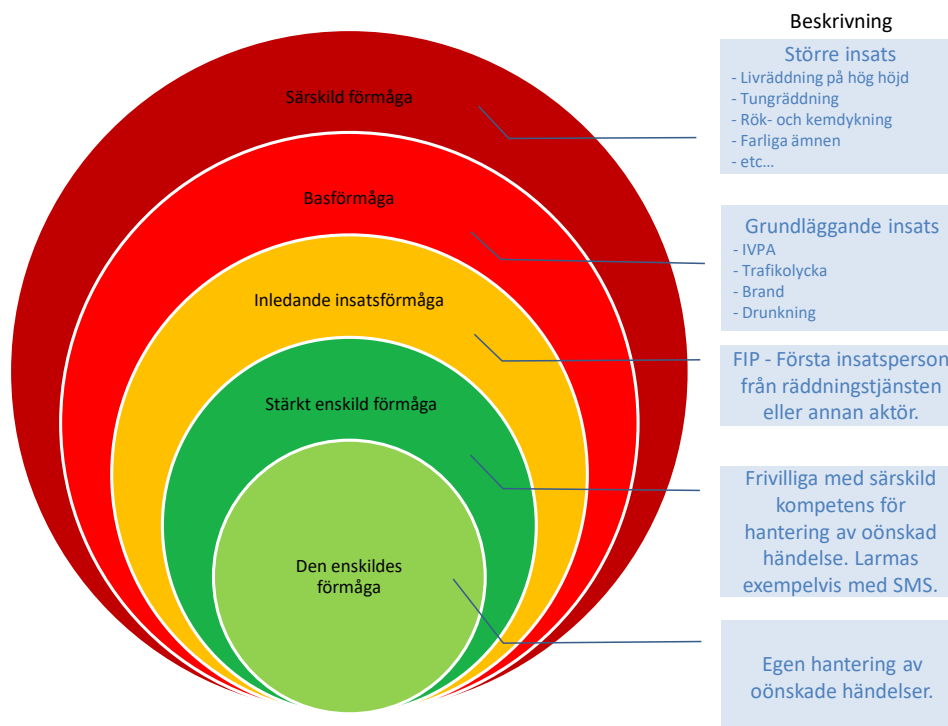 Beskrivning
Särskild förmåga
Större insats
- Livräddning på hög höjd
- Tungräddning
- Rök- och kemdykning
- Farliga ämnen
- etc…
Basförmåga
Grundläggande insats
- IVPA
- Trafikolycka
- Brand
- Drunkning
Inledande insatsförmåga
FIP - Första insatsperson
från räddningstjänsten
eller annan aktör.
Stärkt enskild förmåga
Frivilliga med särskild
kompetens för
hantering av oönskad
händelse. Larmas
exempelvis med SMS.
Den enskildes
förmåga
Egen hantering av
oönskade händelser.